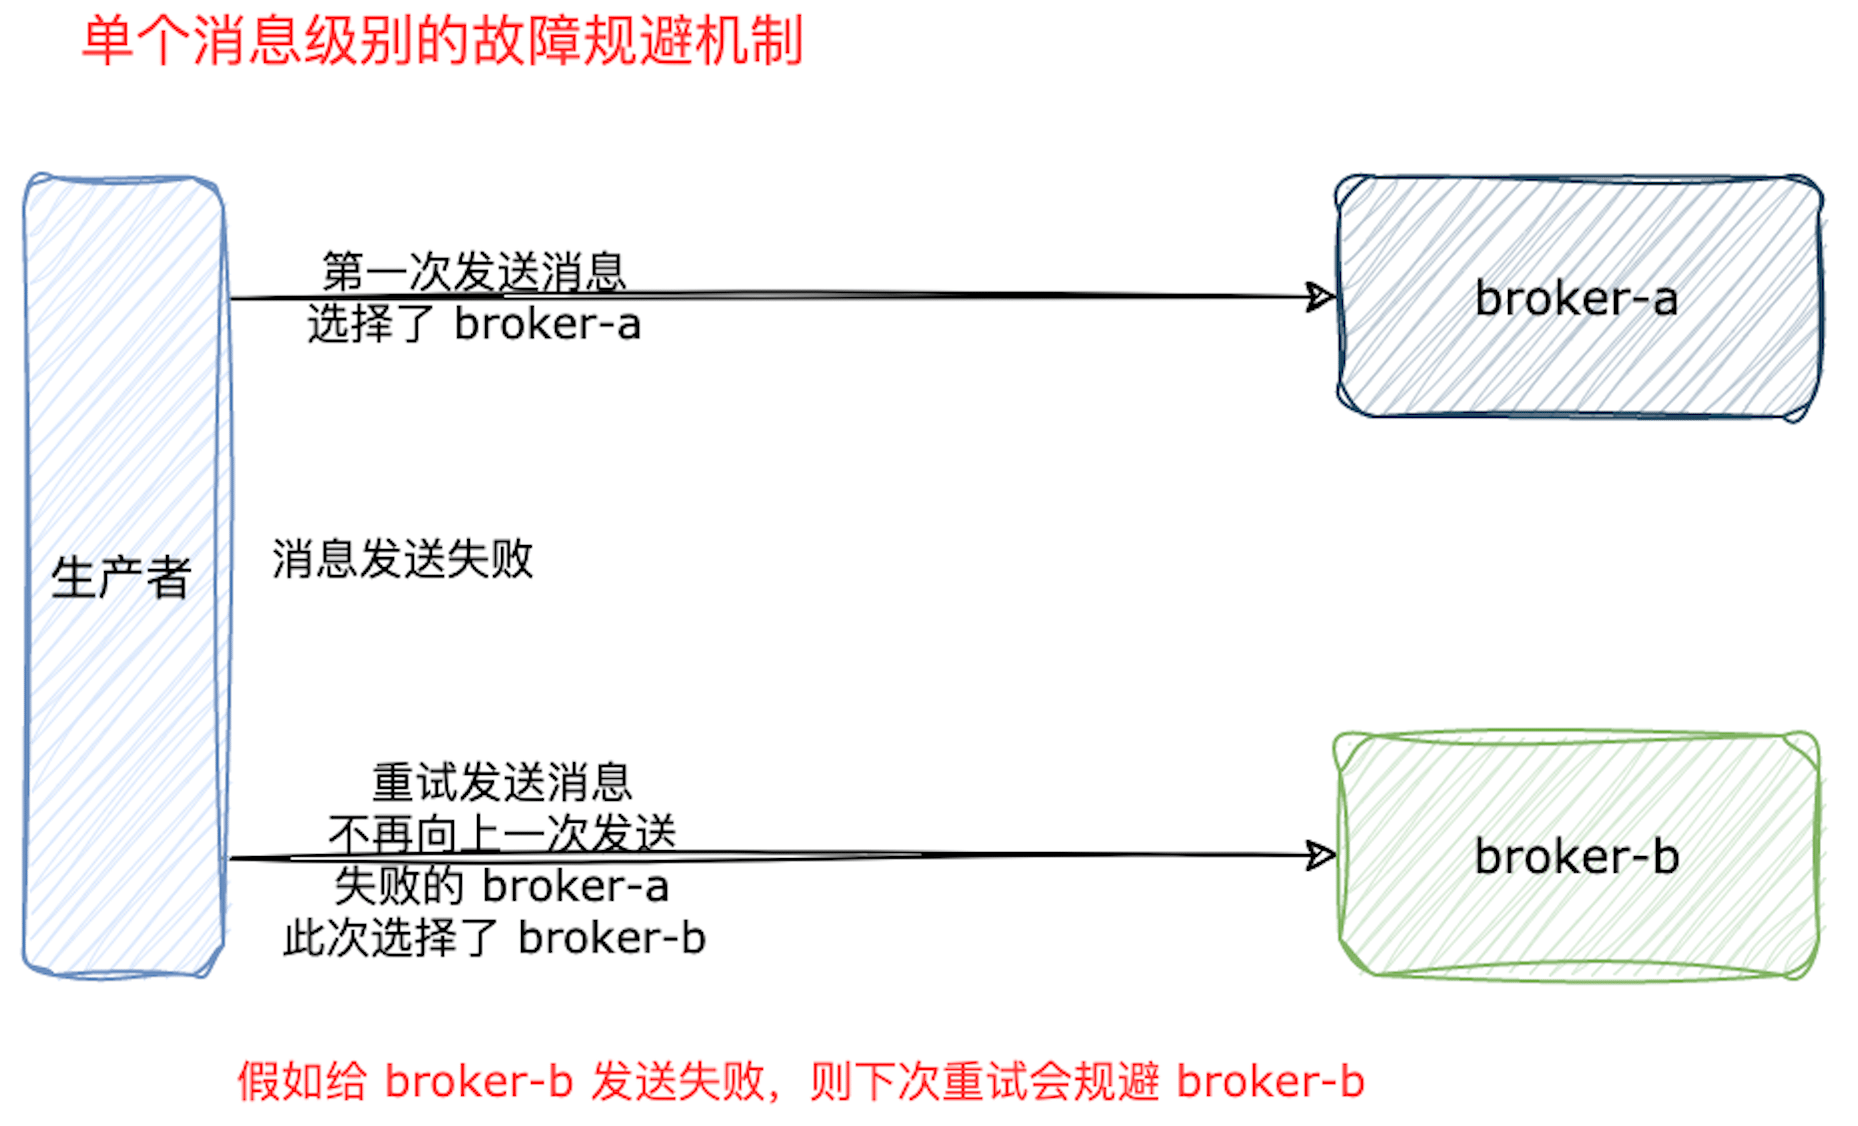 单个消息级别的故障规避机制
第一次发送消息
选择了 broker-a
broker-a
生产者
消息发送失败
重试发送消息
不再向上一次发送
失败的 broker-a
此次选择了 broker-b
broker-b
假如给 broker-b 发送失败，则下次重试会规避 broker-b